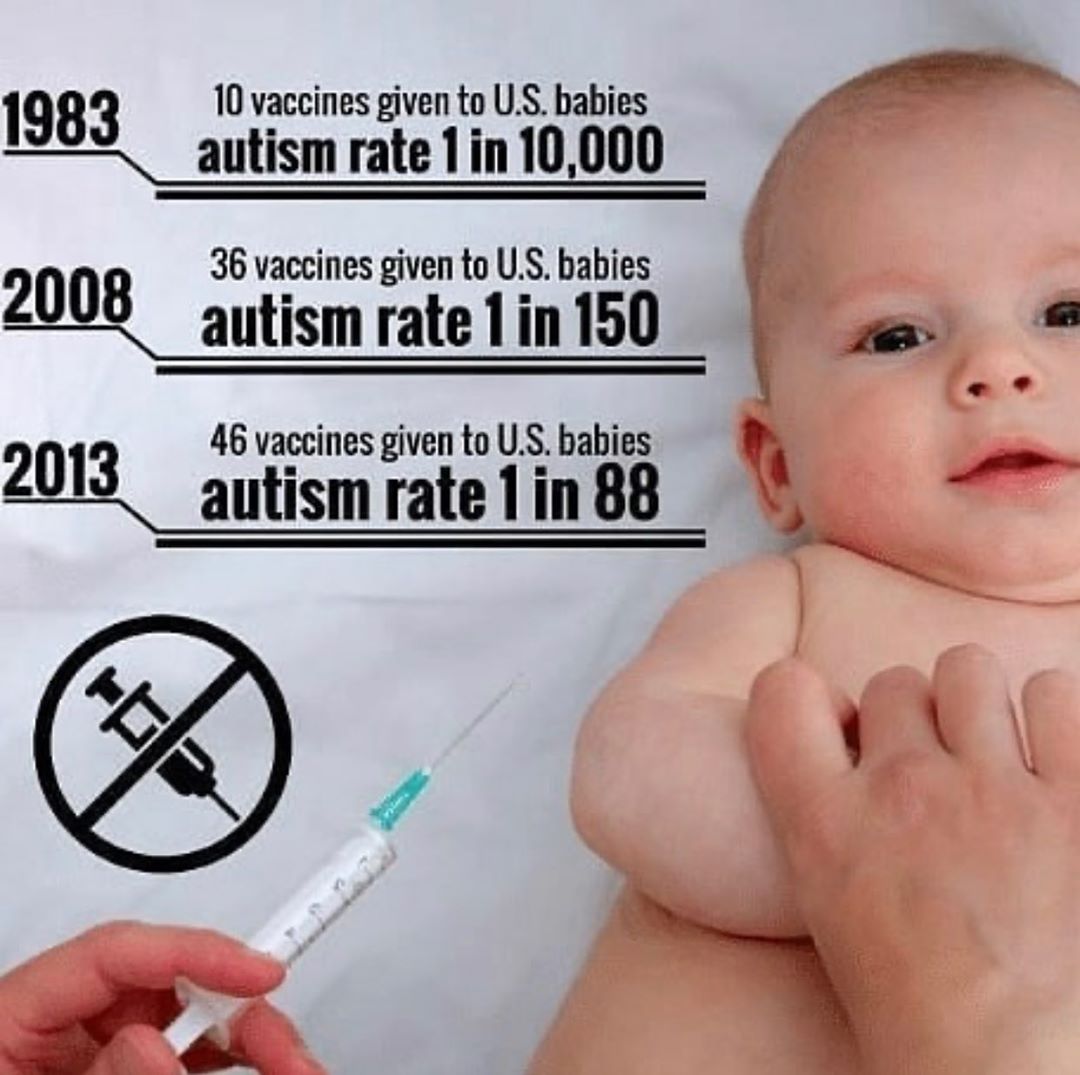 1983
10 vaccines given to U.S. babies
autism rate 1 in 10,000
2008
36 vaccines given to U.S. babies
autism rate 1 in 150
2013
46 vaccines given to U.S. babies
autism rate 1 in 88